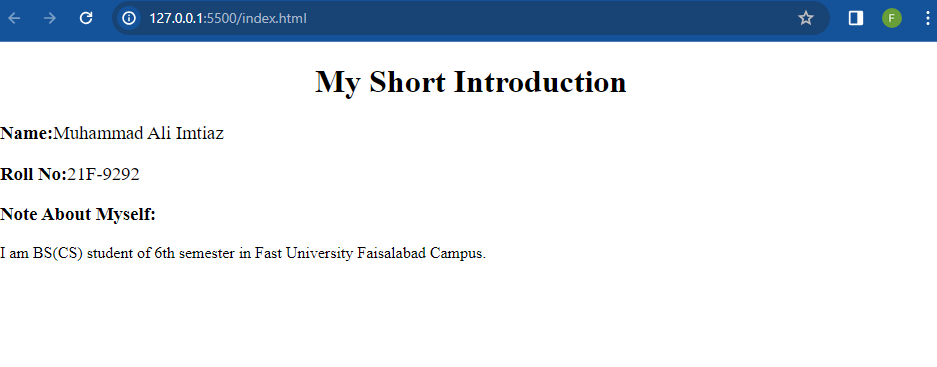 127.0.0.1:5500/index.html
F
My Short Introduction
Name:Muhammad Ali Imtiaz
Roll No:21F-9292
Note About Myself:
I am BS(CS) student of 6th semester in Fast University Faisalabad Campus.